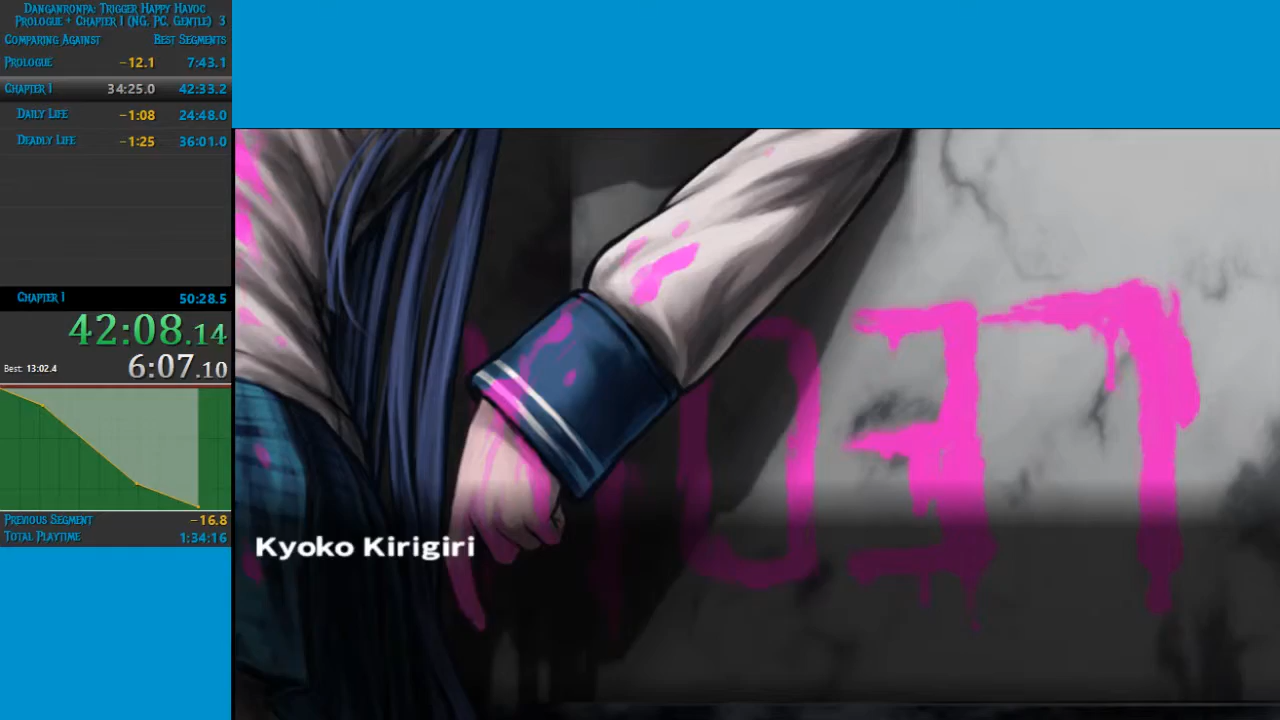 Danganronpa: Trigger Happy Havoc
Prologue + Chapter 1 (NG, PC, Gentle) 3
Comparing Against Best Segments
Prologue -12.1 7:43.1
Chapter 1 34:25.0 42:33.2
Daily Life -1:08 24:48.0
Deadly Life -1:25 36:01.0
Chapter 1 50:28.5
42:08.14
Best: 13:02.4 6:07.10
Previous Segment -16.8
Total Playtime 1:34:16
Kyoko Kirigiri